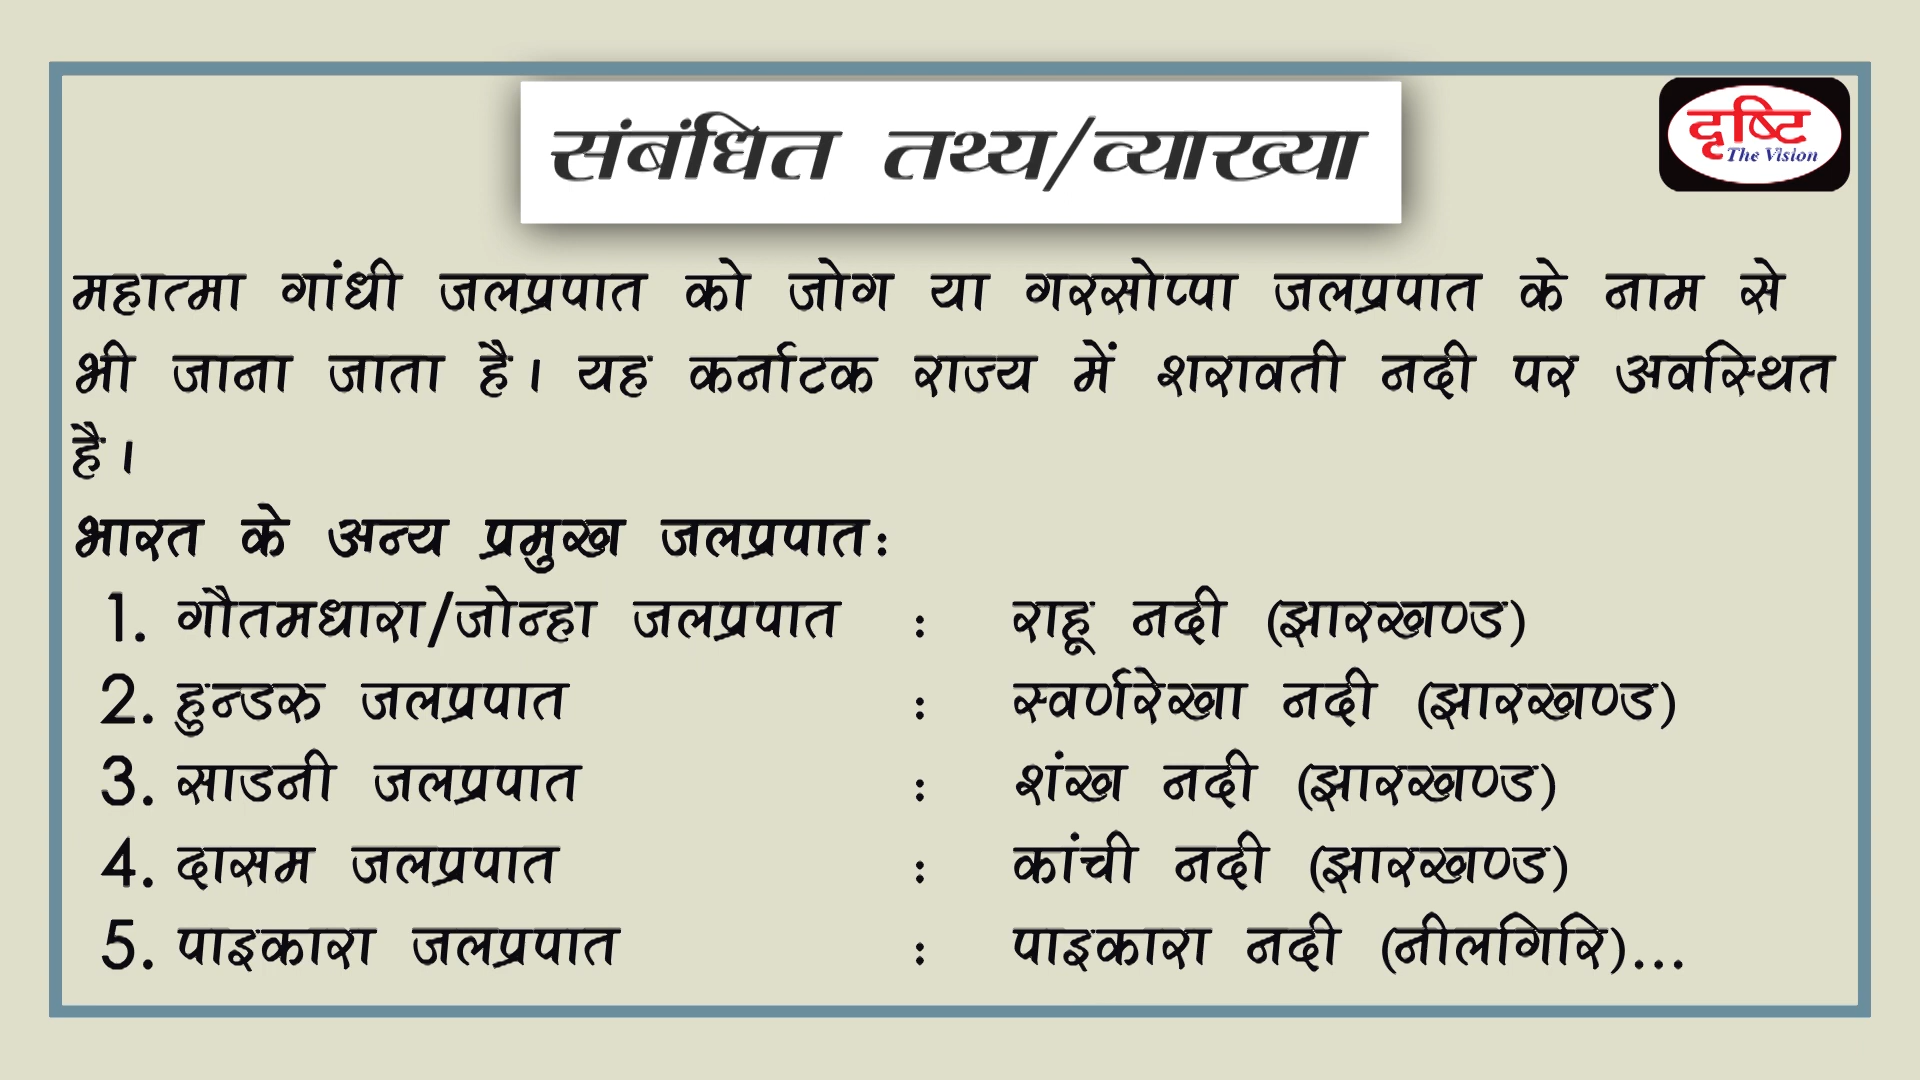 संबंधित तथ्य/व्याख्या
दृष्टि
The Vision
महात्मा गांधी जलप्रपात को जोग या गरसोप्पा जलप्रपात के नाम से
भी जाना जाता है। यह कर्नाटक राज्य में शरावती नदी पर अवस्थित
है।
भारत के अन्य प्रमुख जलप्रपात:
1. गौतमधारा/जोन्हा जलप्रपात : राहू नदी (झारखण्ड)
2. हुन्डरु जलप्रपात : स्वर्णरेखा नदी (झारखण्ड)
3. साडनी जलप्रपात : शंख नदी (झारखण्ड)
4. दासम जलप्रपात : कांची नदी (झारखण्ड)
5. पाइकारा जलप्रपात : पाइकारा नदी (नीलगिरि)...